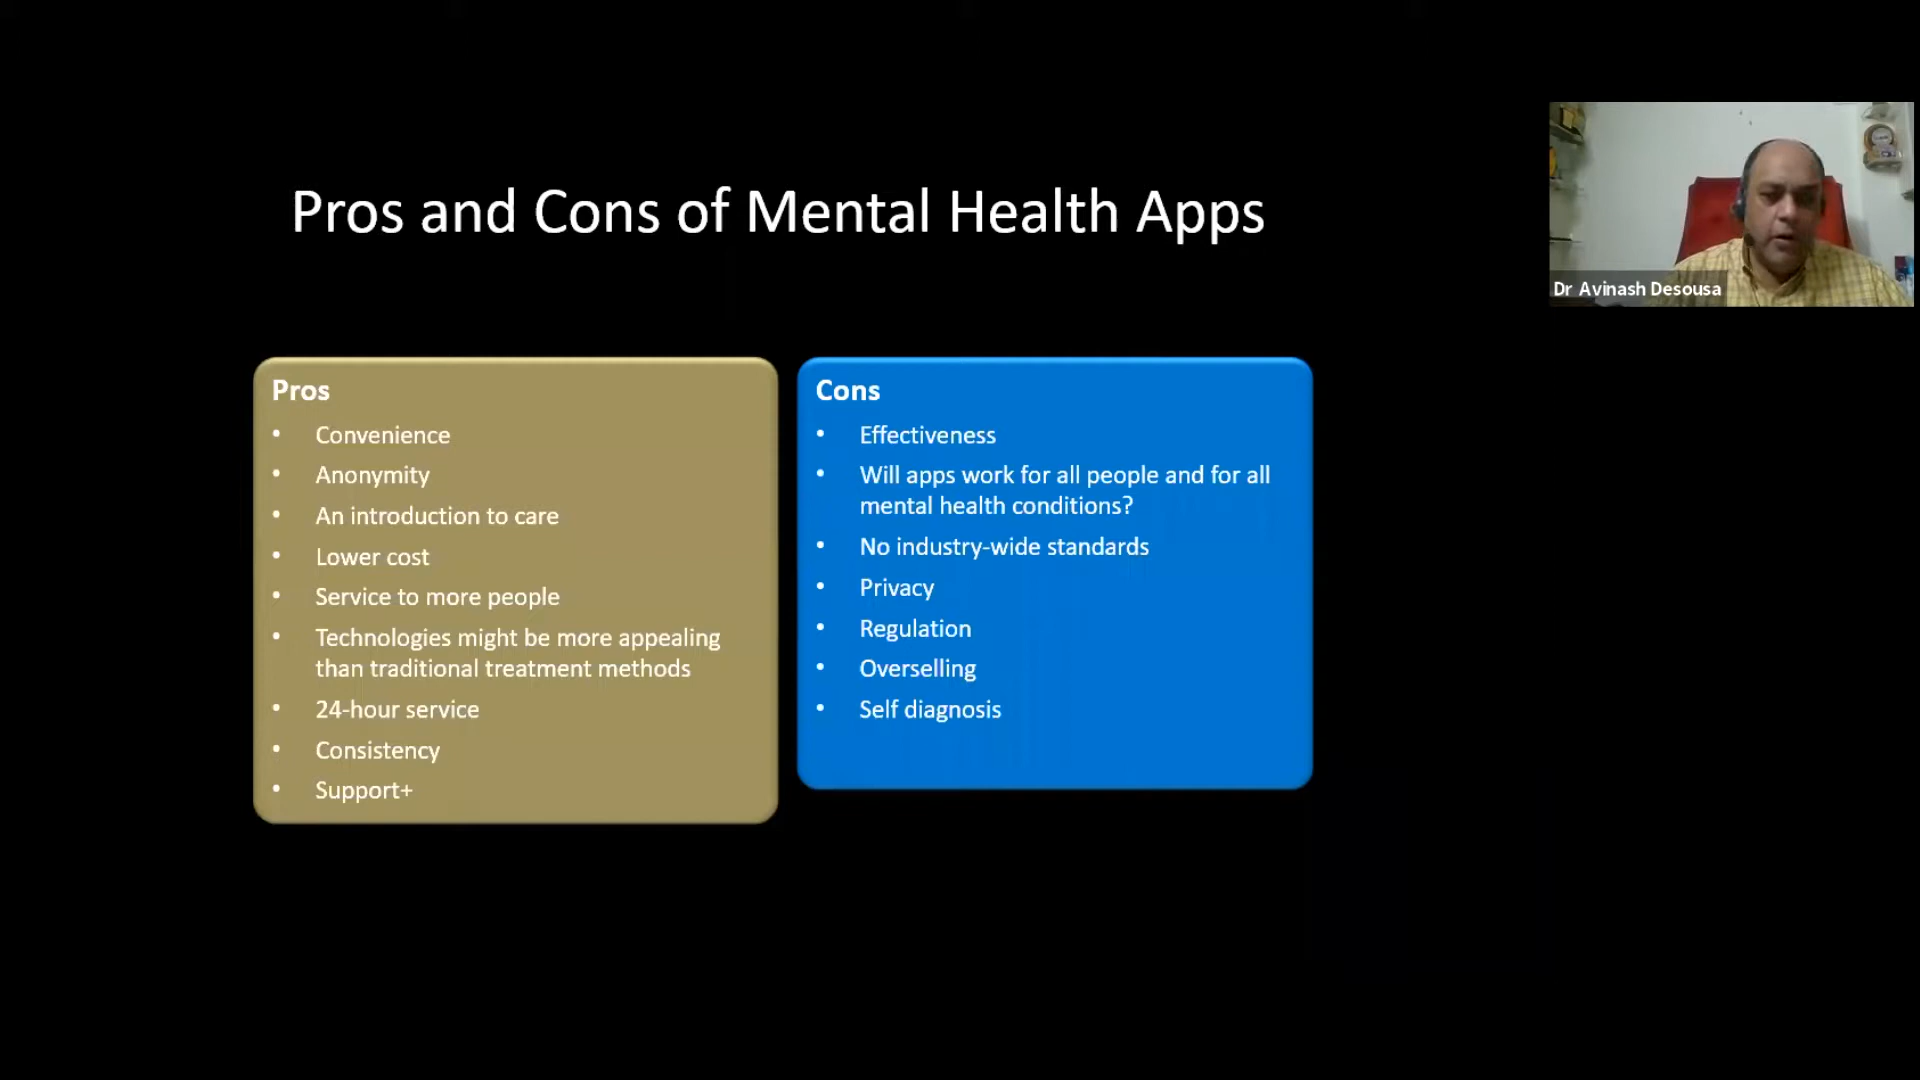 Pros and Cons of Mental Health Apps
Dr Avinash Desousa
Pros
• Convenience
• Anonymity
• An introduction to care
• Lower cost
• Service to more people
• Technologies might be more appealing
than traditional treatment methods
• 24-hour service
• Consistency
• Support+
Cons
• Effectiveness
• Will apps work for all people and for all
mental health conditions?
• No industry-wide standards
• Privacy
• Regulation
• Overselling
• Self diagnosis